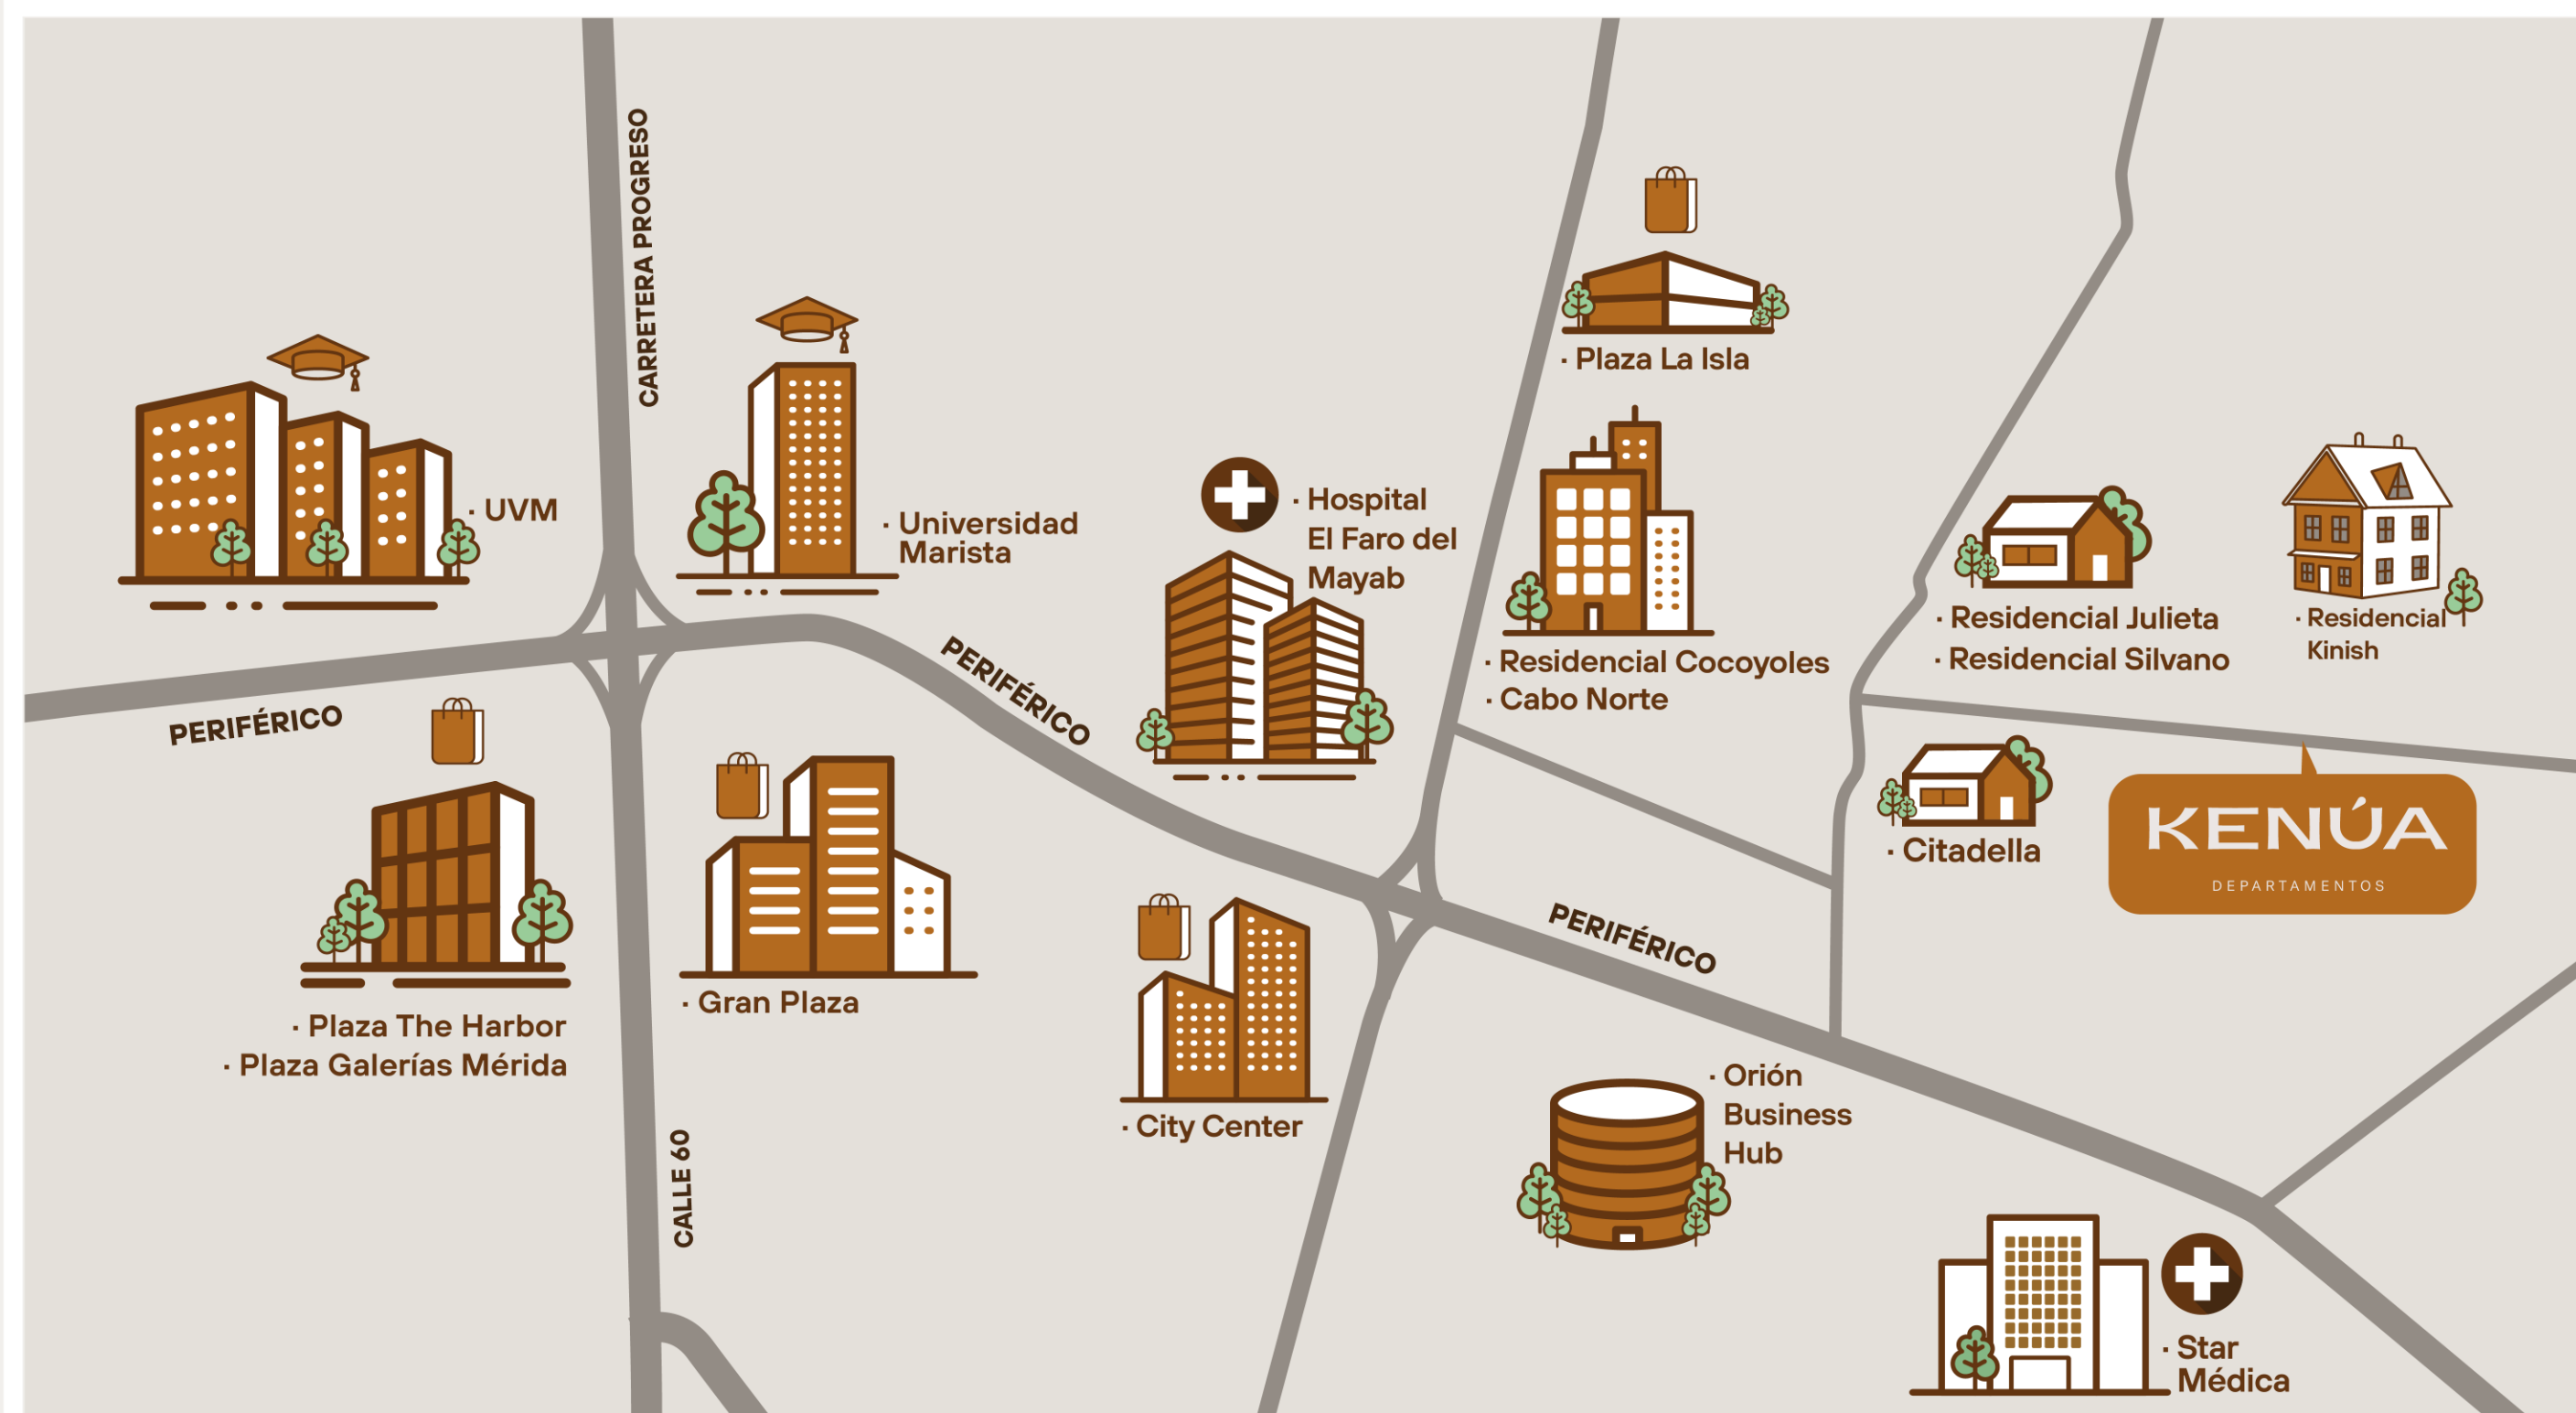 CARRETERA PROGRESO
· Plaza La Isla
· UVM
· Universidad
Marista
· Hospital
El Faro del
Mayab
· Residencial Cocoyoles
· Cabo Norte
· Residencial Julieta
· Residencial Silvano
· Residencial
Kinish
PERIFÉRICO
PERIFÉRICO
· Citadella
KENÚA
DEPARTAMENTOS
· Plaza The Harbor
· Plaza Galerías Mérida
· Gran Plaza
PERIFÉRICO
· City Center
· Orión
Business
Hub
CALLE 60
· Star
Médica